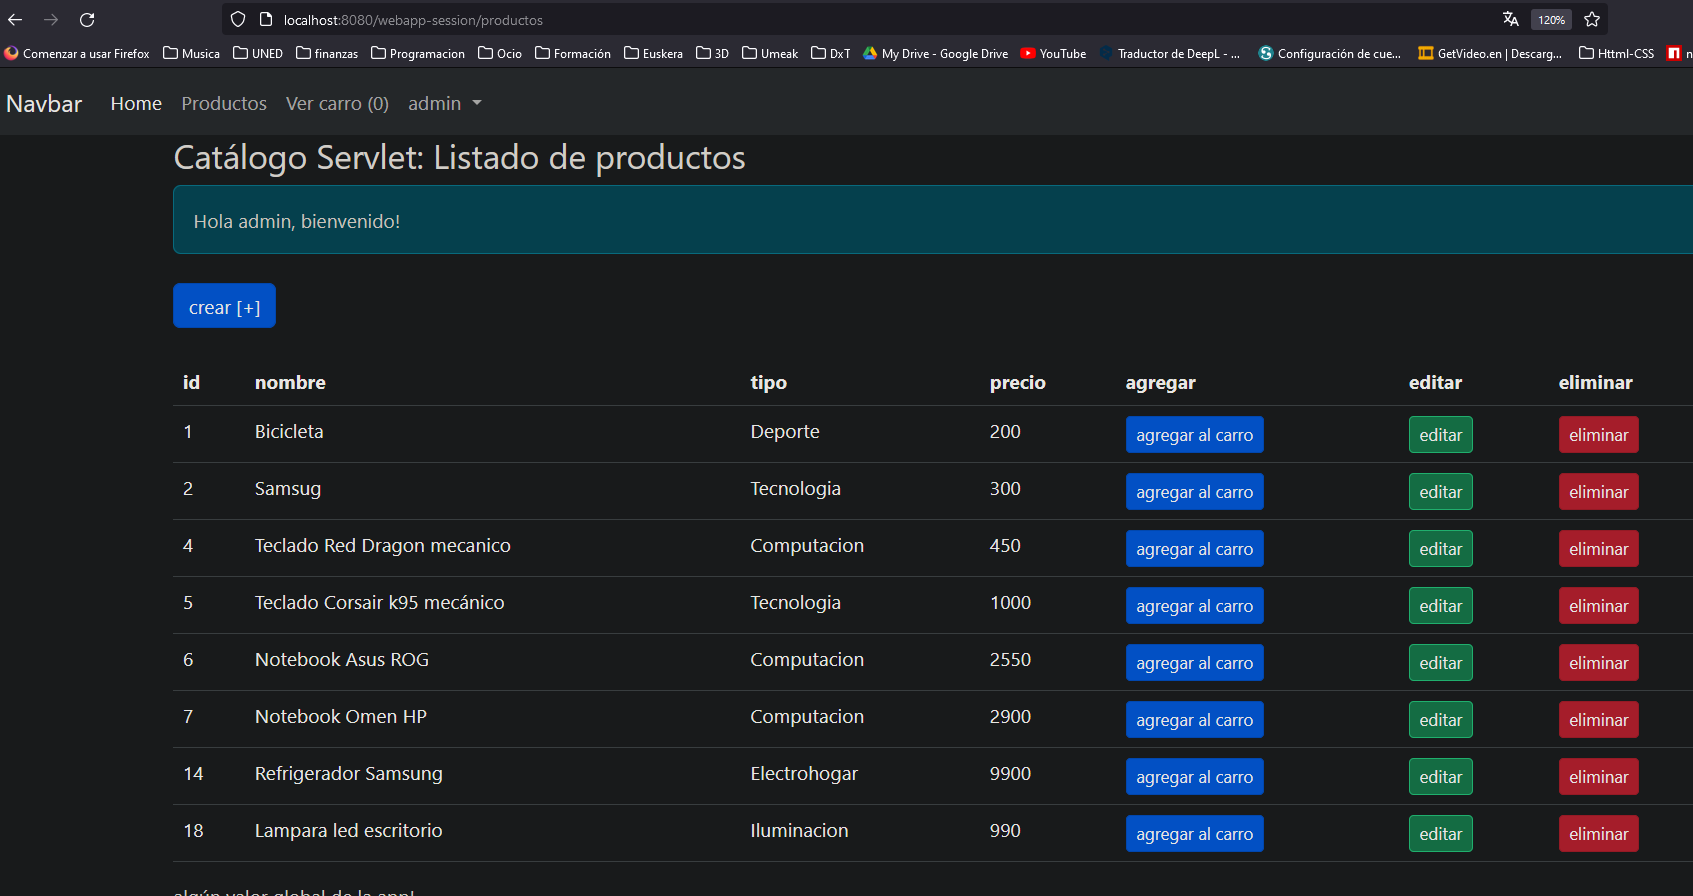 localhost:8080/webapp-session/productos 120%
Comenzar a usar Firefox Musica UNED finanzas Programacion Ocio Formación Euskera 3D Umeak DxT My Drive - Google Drive YouTube Traductor de DeepL - ... Configuración de cue... GetVideo.en | Descarg... Httml-CSS n
Navbar Home Productos Ver carro (0) admin
Catálogo Servlet: Listado de productos
Hola admin, bienvenido!
crear [+]
id nombre tipo precio agregar editar eliminar
1 Bicicleta Deporte 200 agregar al carro editar eliminar
2 Samsug Tecnologia 300 agregar al carro editar eliminar
4 Teclado Red Dragon mecanico Computacion 450 agregar al carro editar eliminar
5 Teclado Corsair k95 mecánico Tecnologia 1000 agregar al carro editar eliminar
6 Notebook Asus ROG Computacion 2550 agregar al carro editar eliminar
7 Notebook Omen HP Computacion 2900 agregar al carro editar eliminar
14 Refrigerador Samsung Electrohogar 9900 agregar al carro editar eliminar
18 Lampara led escritorio Iluminacion 990 agregar al carro editar eliminar
algún valor global de la app!